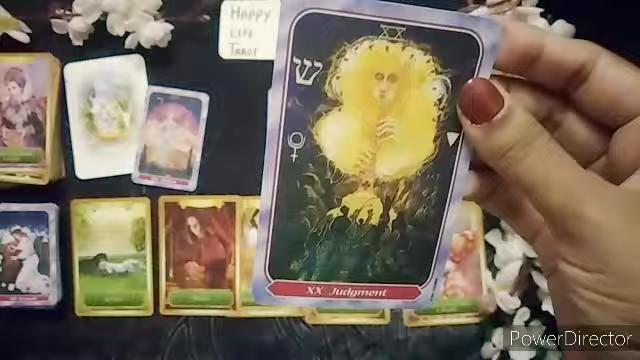 HAPPY
LIFE
TAROT
XX
ש
XX Judgment
PowerDirector